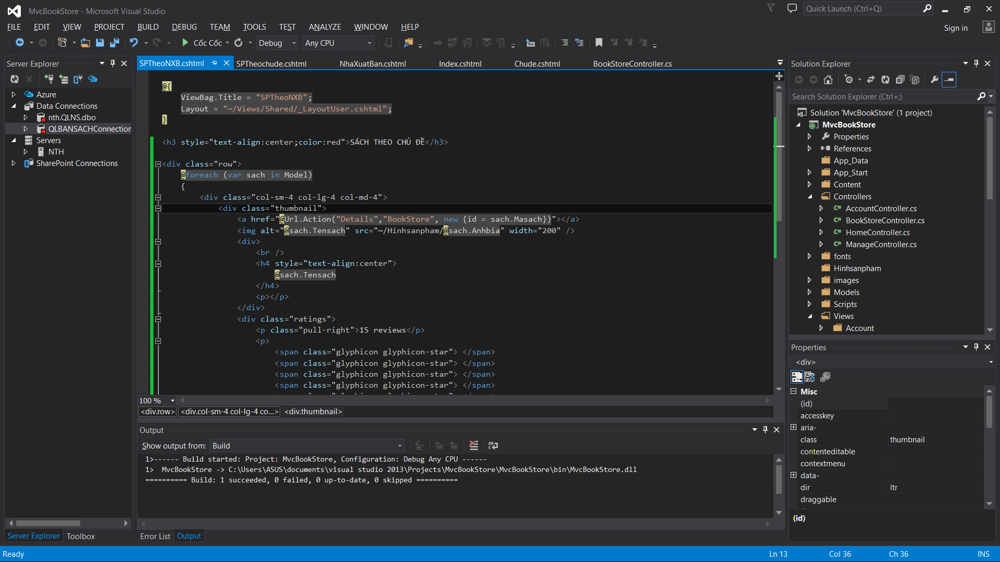 MvcBookStore - Microsoft Visual Studio
Quick Launch (Ctrl+Q)
FILE EDIT VIEW PROJECT BUILD DEBUG TEAM TOOLS TEST ANALYZE WINDOW HELP
Sign in
Cốc Cốc Debug Any CPU
Server Explorer
Azure
Data Connections
nth.QLNS.dbo
QLBANSACHConnection
Servers
NTH
SharePoint Connections
Server Explorer Toolbox
SPTheoNXB.cshtml SPTheochude.cshtml NhaXuatBan.cshtml Index.cshtml Chude.cshtml BookStoreController.cs
@{
ViewBag.Title = "SPTheoNXB";
Layout = "~/Views/Shared/_LayoutUser.cshtml";
}
<h3 style="text-align:center;color:red">SÁCH THEO CHỦ ĐỀ</h3>
<div class="row">
@foreach (var sach in Model)
{
<div class="col-sm-4 col-lg-4 col-md-4">
<div class="thumbnail">
<a href="@Url.Action("Details","BookStore", new {id = sach.Masach})"></a>
<img alt="@sach.Tensach" src="~/Hinhsanpham/@sach.Anhbia" width="200" />
<div>
<br />
<h4 style="text-align:center">
@sach.Tensach
</h4>
<p></p>
</div>
<div class="ratings">
<p class="pull-right">15 reviews</p>
<p>
<span class="glyphicon glyphicon-star"> </span>
<span class="glyphicon glyphicon-star"> </span>
<span class="glyphicon glyphicon-star"> </span>
<span class="glyphicon glyphicon-star"> </span>
100 %
<div.row> <div.col-sm-4 col-lg-4 co...> <div.thumbnail>
Output
Show output from: Build
1>------ Build started: Project: MvcBookStore, Configuration: Debug Any CPU ------
1>  MvcBookStore -> C:\Users\ASUS\documents\visual studio 2013\Projects\MvcBookStore\MvcBookStore\bin\MvcBookStore.dll
========== Build: 1 succeeded, 0 failed, 0 up-to-date, 0 skipped ==========
Error List Output
Solution Explorer
Search Solution Explorer (Ctrl+;)
Solution 'MvcBookStore' (1 project)
MvcBookStore
Properties
References
App_Data
App_Start
Content
Controllers
C# AccountController.cs
C# BookStoreController.cs
C# HomeController.cs
C# ManageController.cs
fonts
Hinhsanpham
images
Models
Scripts
Views
Account
Properties
<div>
Misc
(id)
accesskey
aria-
class thumbnail
contenteditable
contextmenu
data-
dir ltr
draggable
(id)
Ready Ln 13 Col 36 Ch 36 INS